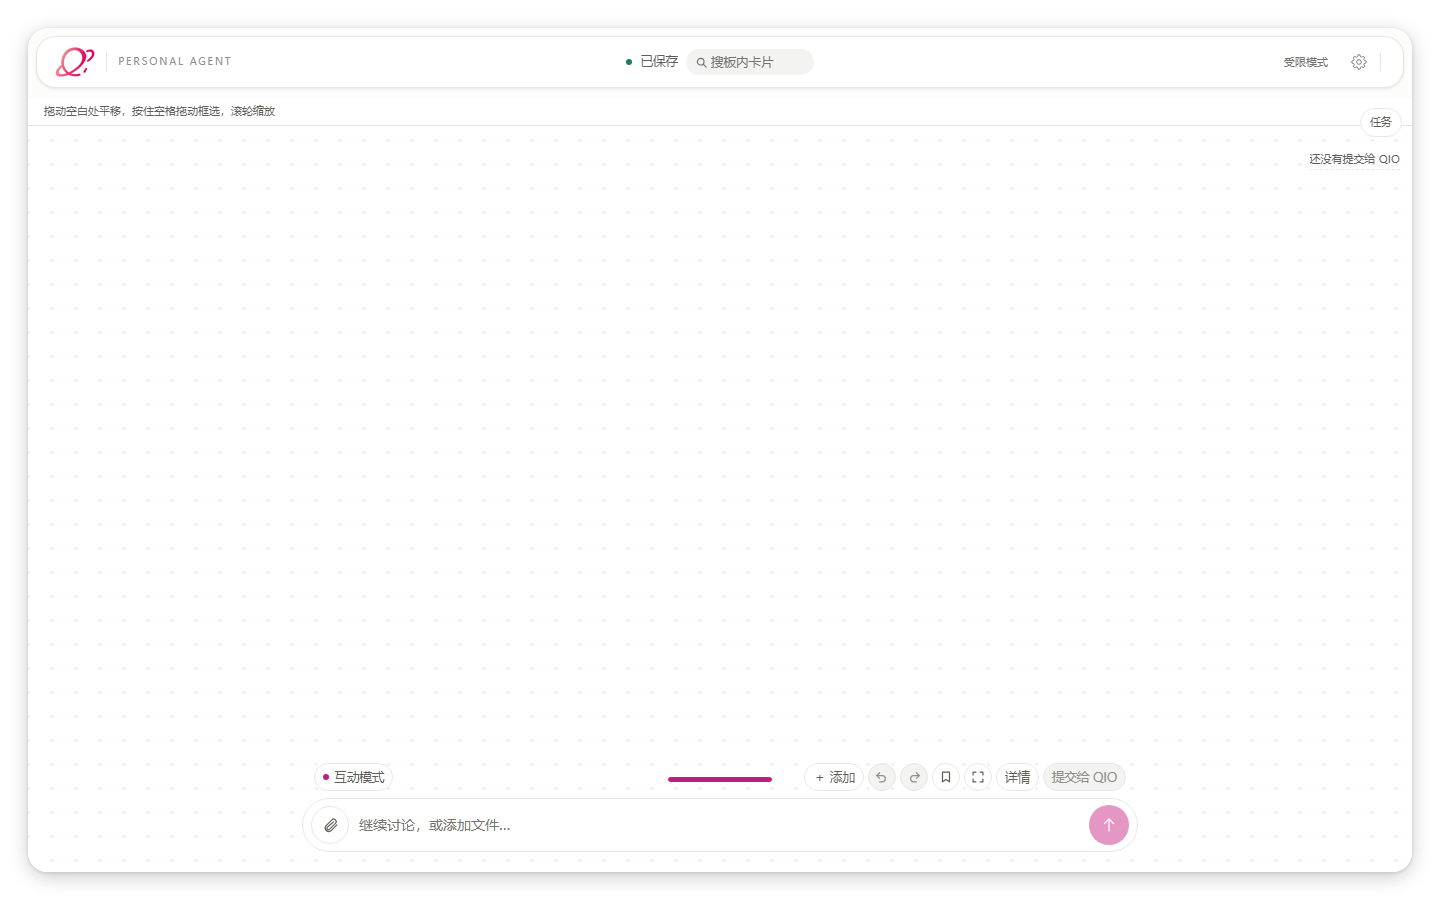 PERSONAL AGENT
已保存
搜板内卡片
受限模式
拖动空白处平移，按住空格拖动框选，滚轮缩放
任务
还没有提交给 QIO
互动模式
+ 添加
详情
提交给 QIO
继续讨论，或添加文件...